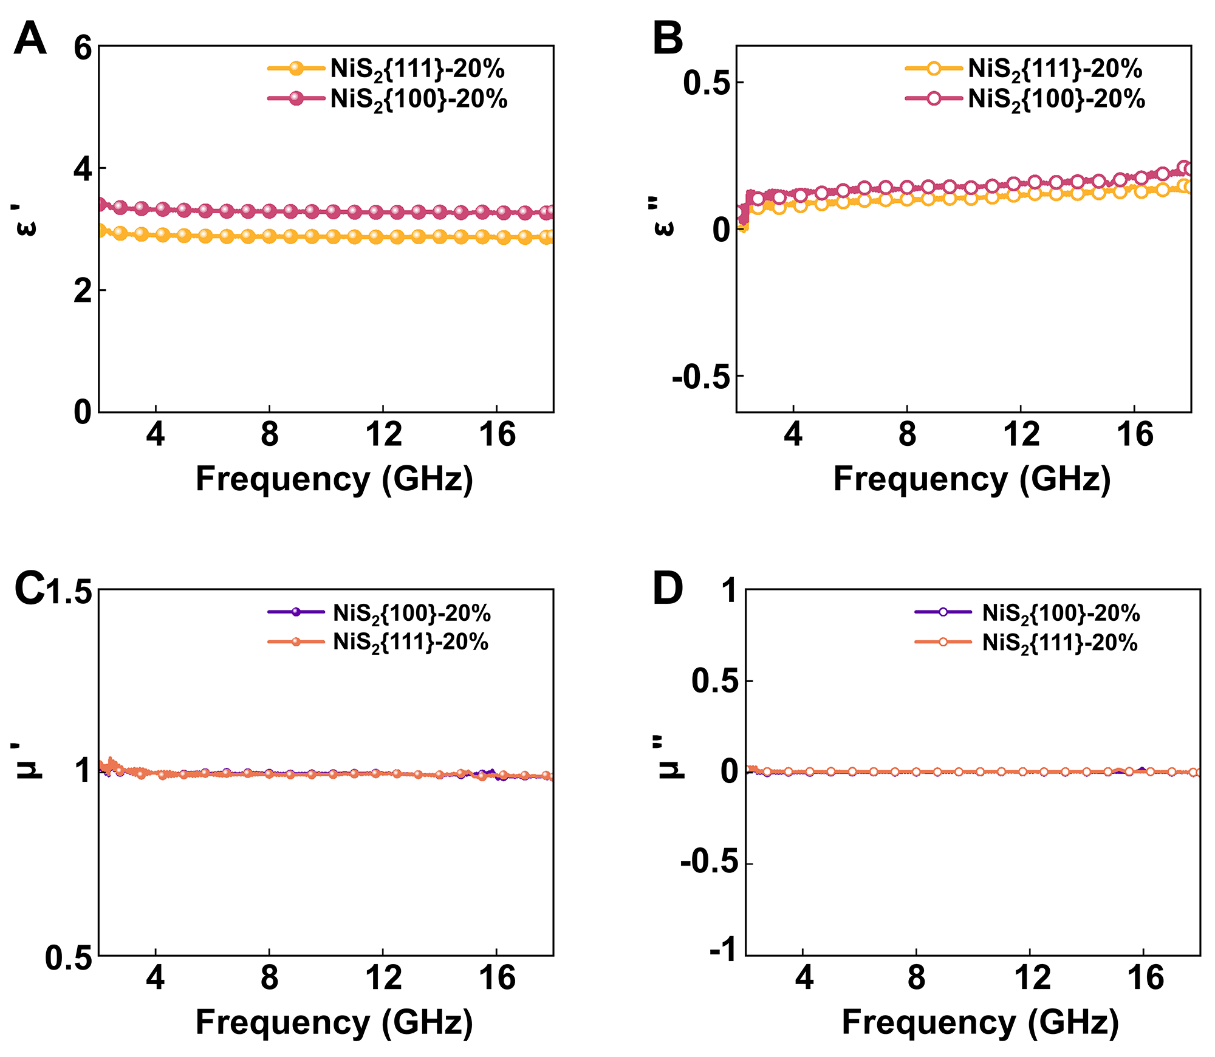 A
6
4
2
0
ε '
NiS₂{111}-20%
NiS₂{100}-20%
4 8 12 16
Frequency (GHz)
B
0.5
0
-0.5
ε "
NiS₂{111}-20%
NiS₂{100}-20%
4 8 12 16
Frequency (GHz)
C
1.5
1
0.5
μ '
NiS₂{100}-20%
NiS₂{111}-20%
4 8 12 16
Frequency (GHz)
D
1
0.5
0
-0.5
-1
μ "
NiS₂{100}-20%
NiS₂{111}-20%
4 8 12 16
Frequency (GHz)